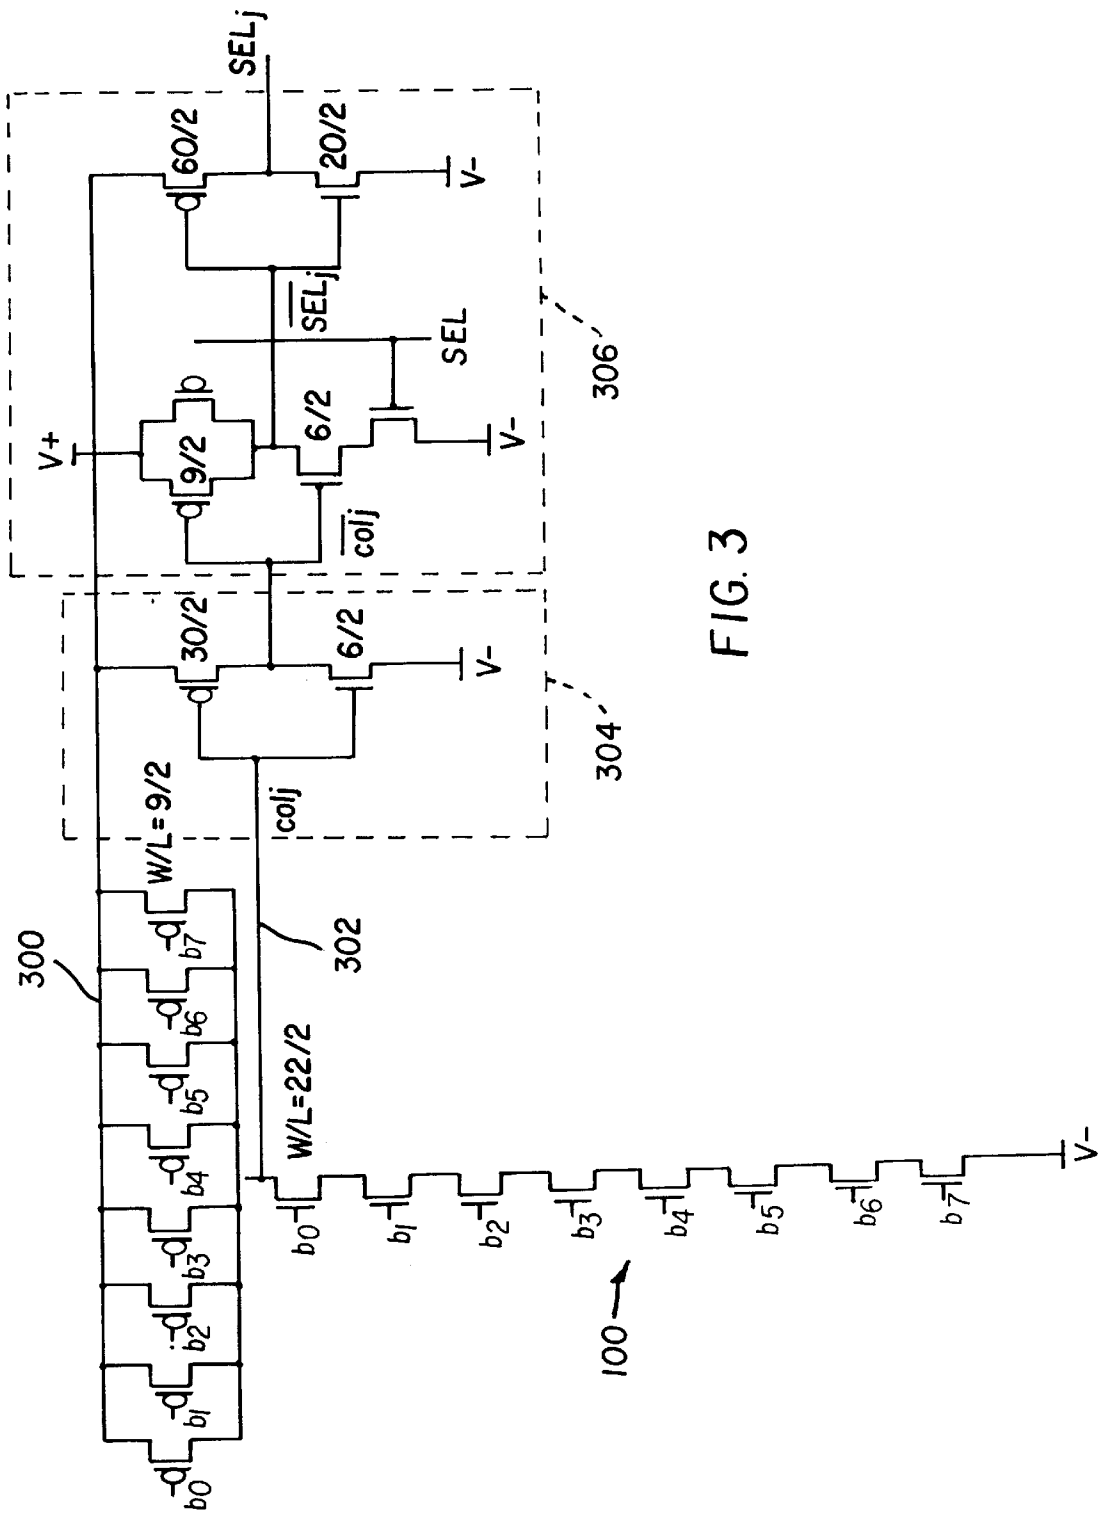 300
b0
b1
b2
b3
b4
b5
b6
b7
W/L=9/2
302
W/L=22/2
b0
b1
b2
b3
b4
b5
b6
b7
V-
100
colj
30/2
6/2
V-
304
V+
9/2
6/2
colj
V-
SEL
SELj
60/2
20/2
V-
SELj
306
FIG. 3